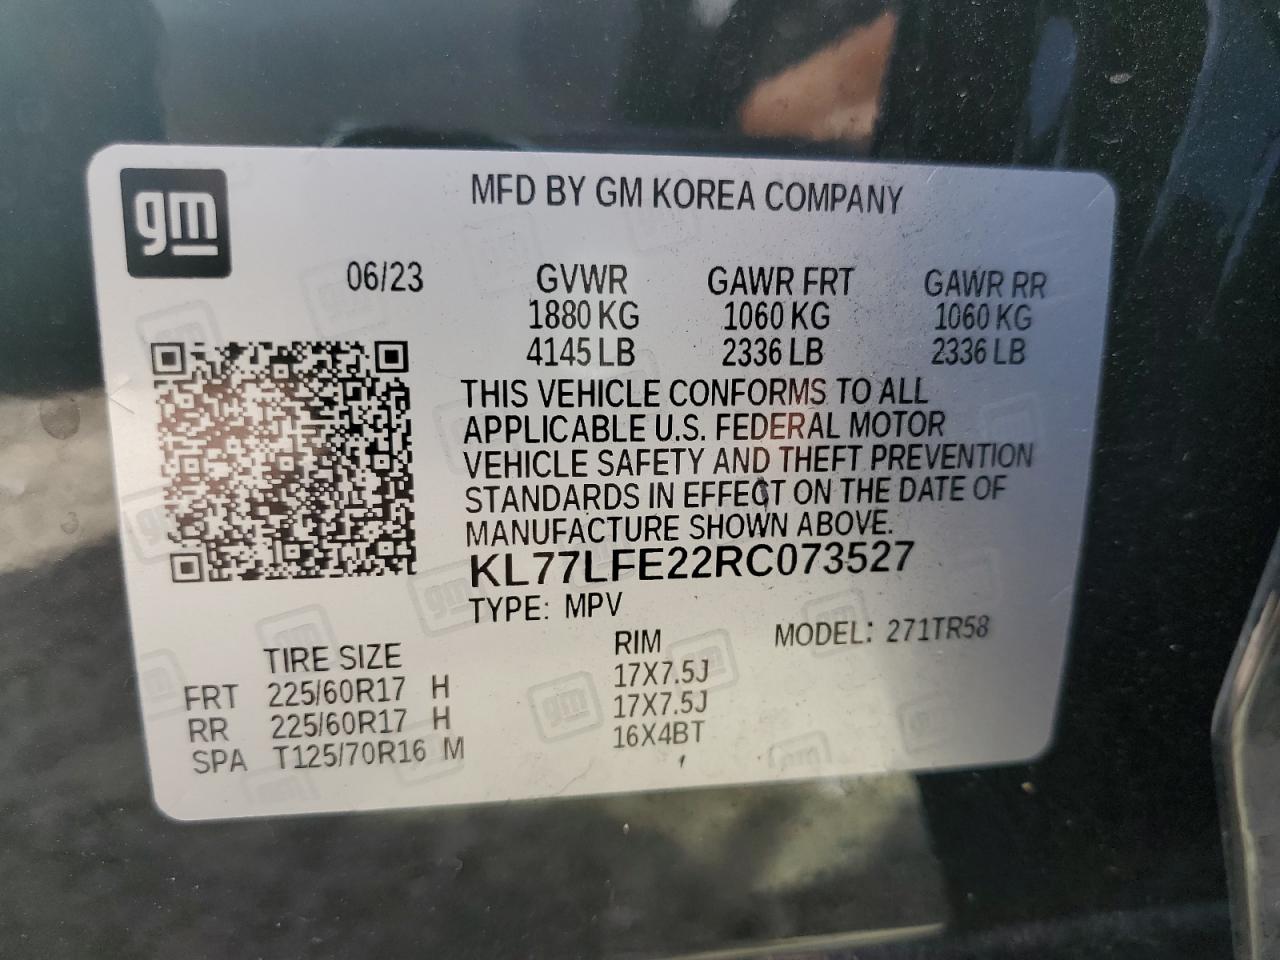 gm
MFD BY GM KOREA COMPANY
06/23 GVWR GAWR FRT GAWR RR
1880 KG 1060 KG 1060 KG
4145 LB 2336 LB 2336 LB
THIS VEHICLE CONFORMS TO ALL
APPLICABLE U.S. FEDERAL MOTOR
VEHICLE SAFETY AND THEFT PREVENTION
STANDARDS IN EFFECT ON THE DATE OF
MANUFACTURE SHOWN ABOVE.
KL77LFE22RC073527
TYPE: MPV
TIRE SIZE RIM MODEL: 271TR58
FRT 225/60R17 H 17X7.5J
RR 225/60R17 H 17X7.5J
SPA T125/70R16 M 16X4BT